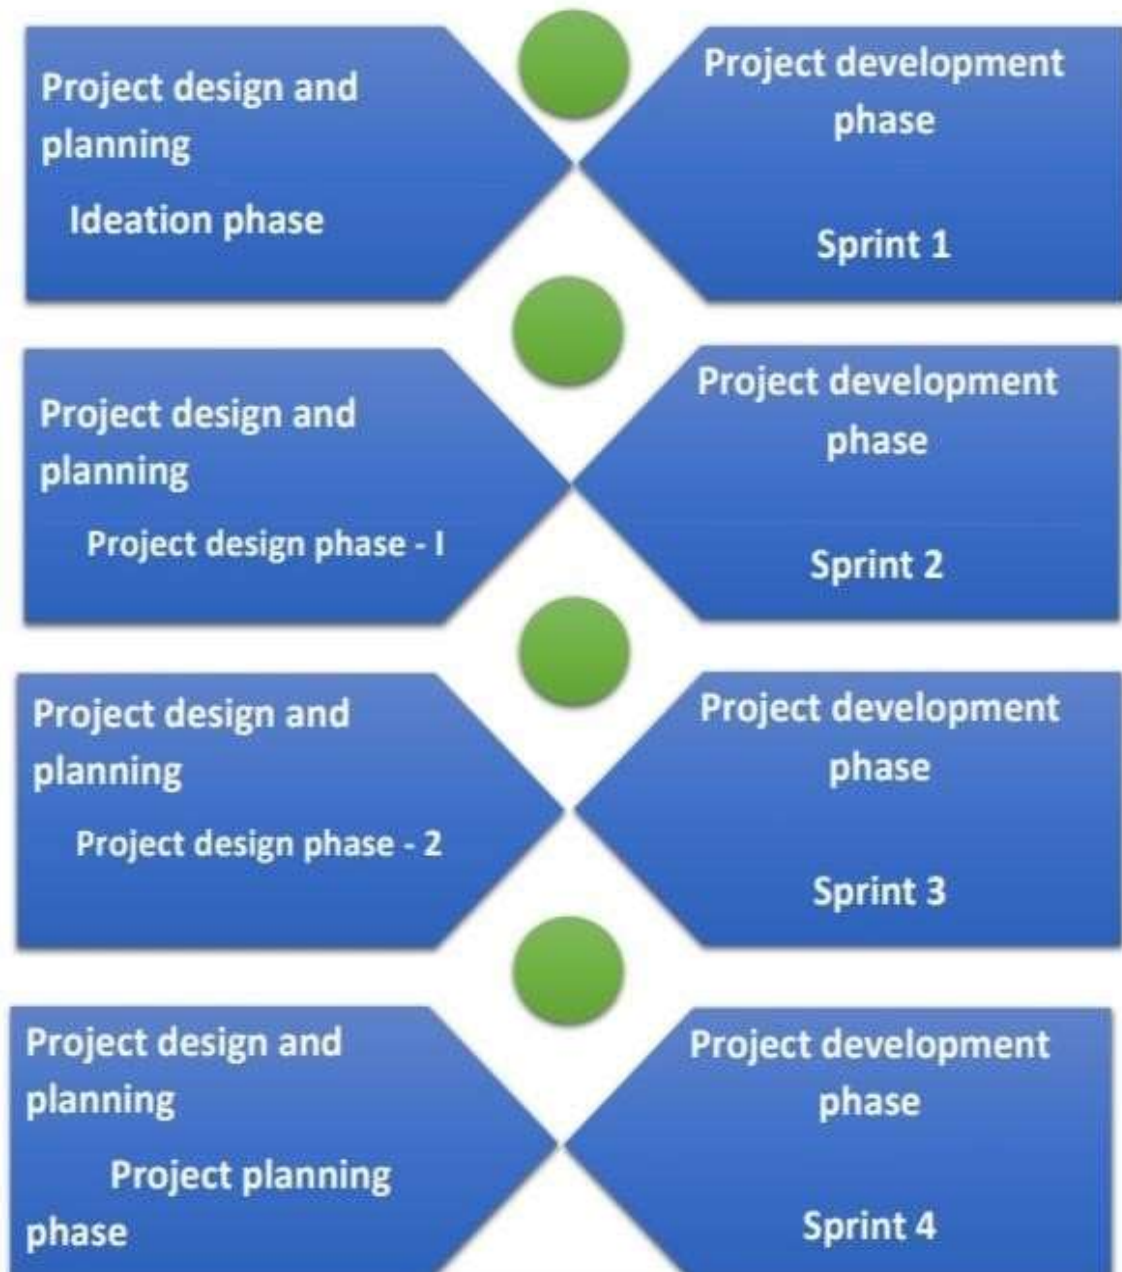 Project design and
planning
Ideation phase
Project development
phase
Sprint 1
Project design and
planning
Project design phase - I
Project development
phase
Sprint 2
Project design and
planning
Project design phase - 2
Project development
phase
Sprint 3
Project design and
planning
Project planning
phase
Project development
phase
Sprint 4